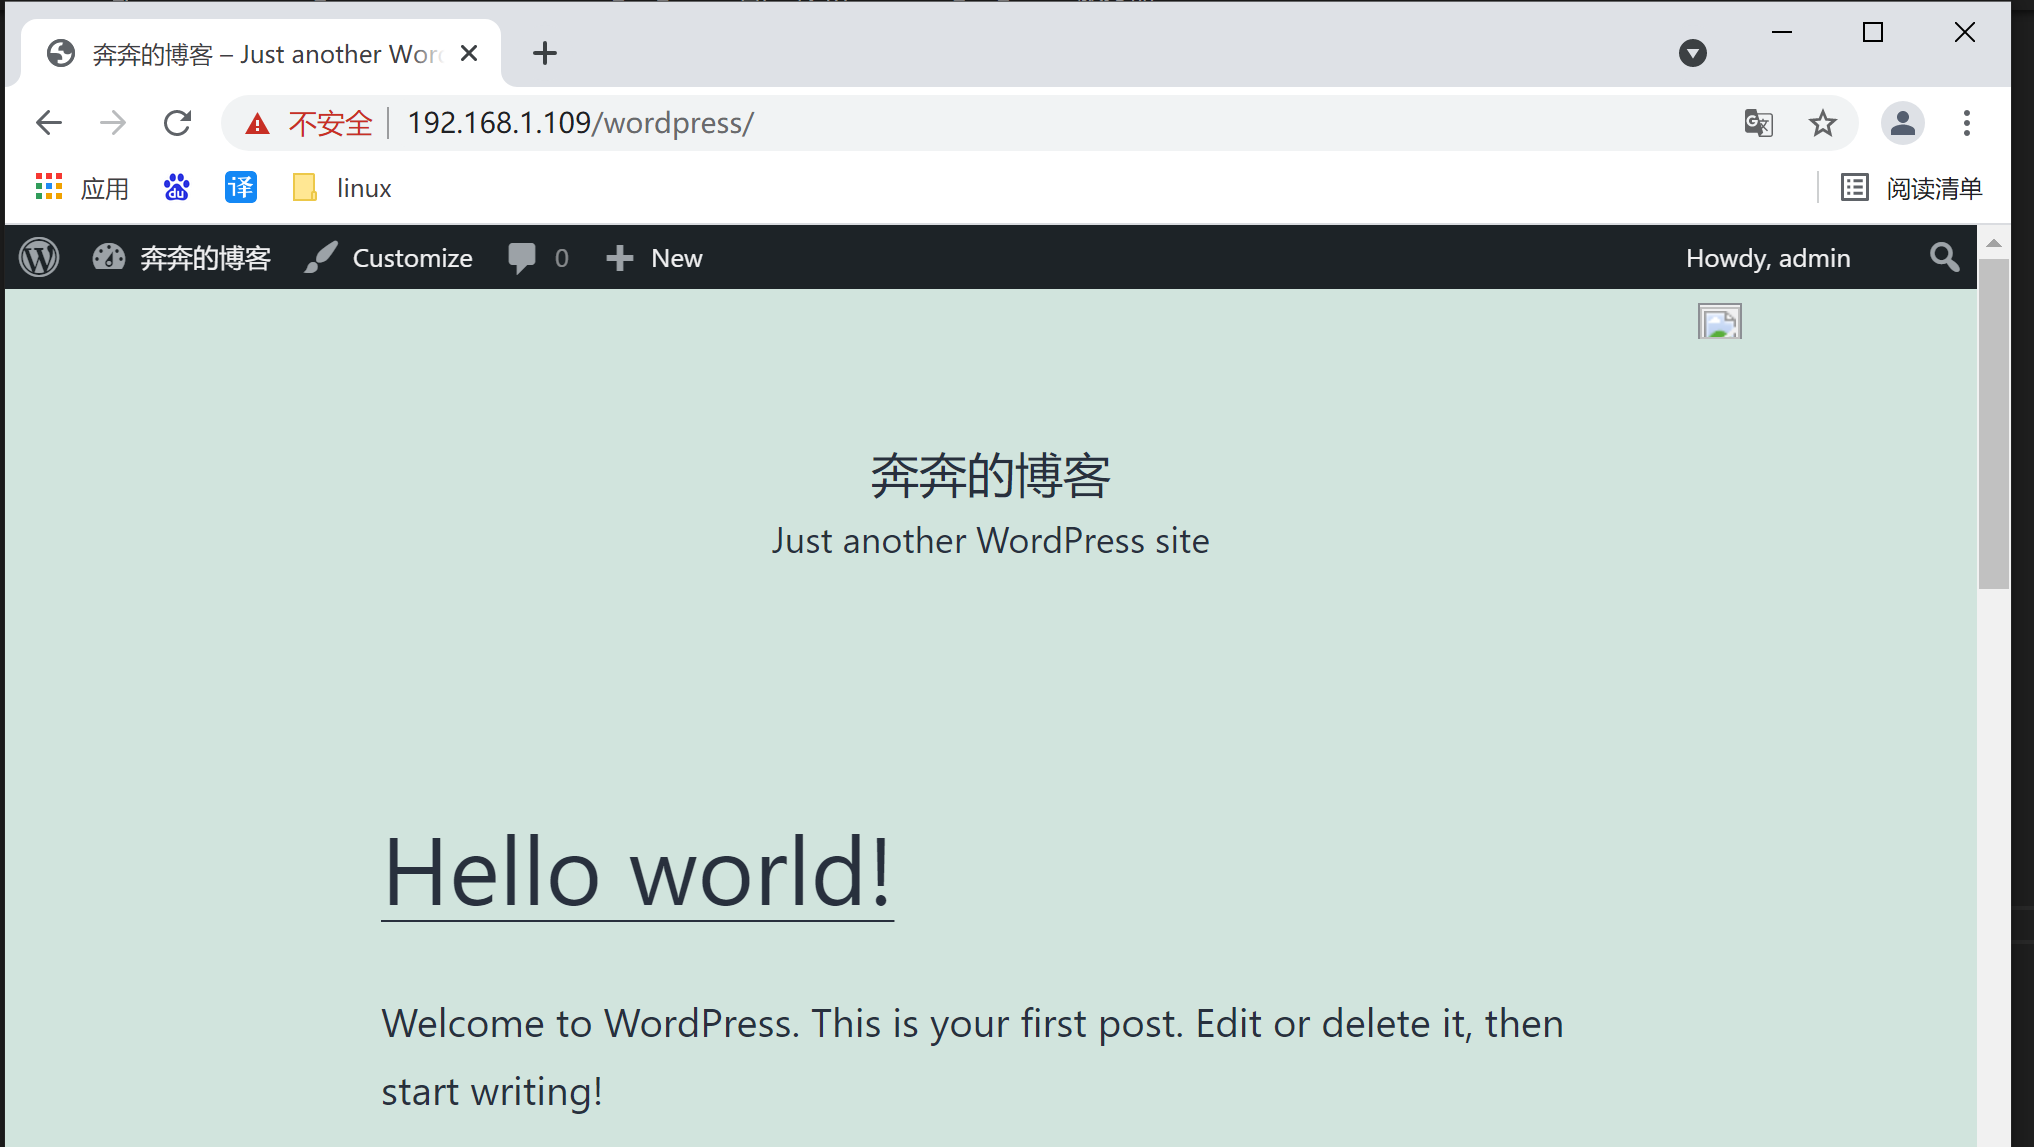 奔奔的博客 – Just another Wor
不安全 192.168.1.109/wordpress/
应用 du 译 linux 阅读清单
奔奔的博客 Customize 0 New Howdy, admin
奔奔的博客
Just another WordPress site
Hello world!
Welcome to WordPress. This is your first post. Edit or delete it, then
start writing!